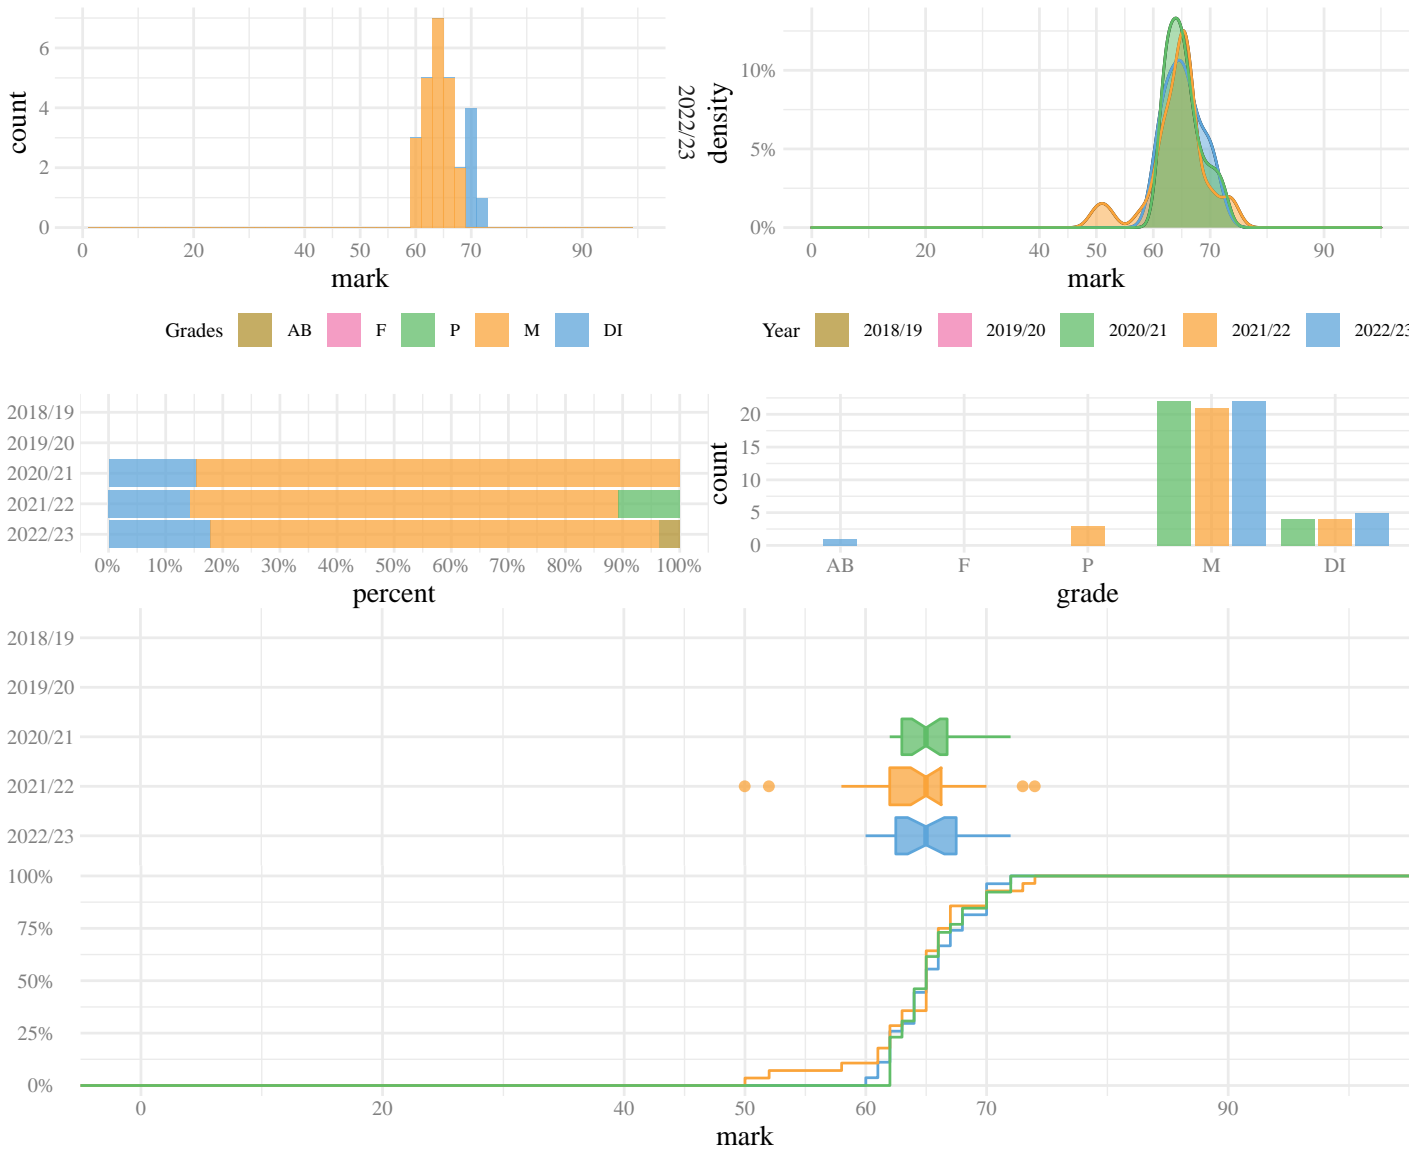 6
4
2
0
count
0 20 40 50 60 70 90
mark
2022/23
10%
5%
0%
density
0 20 40 50 60 70 90
mark
Grades AB F P M DI
Year 2018/19 2019/20 2020/21 2021/22 2022/23
2018/19
2019/20
2020/21
2021/22
2022/23
0% 10% 20% 30% 40% 50% 60% 70% 80% 90% 100%
percent
20
15
10
5
0
count
AB F P M DI
grade
2018/19
2019/20
2020/21
2021/22
2022/23
100%
75%
50%
25%
0%
0 20 40 50 60 70 90
mark